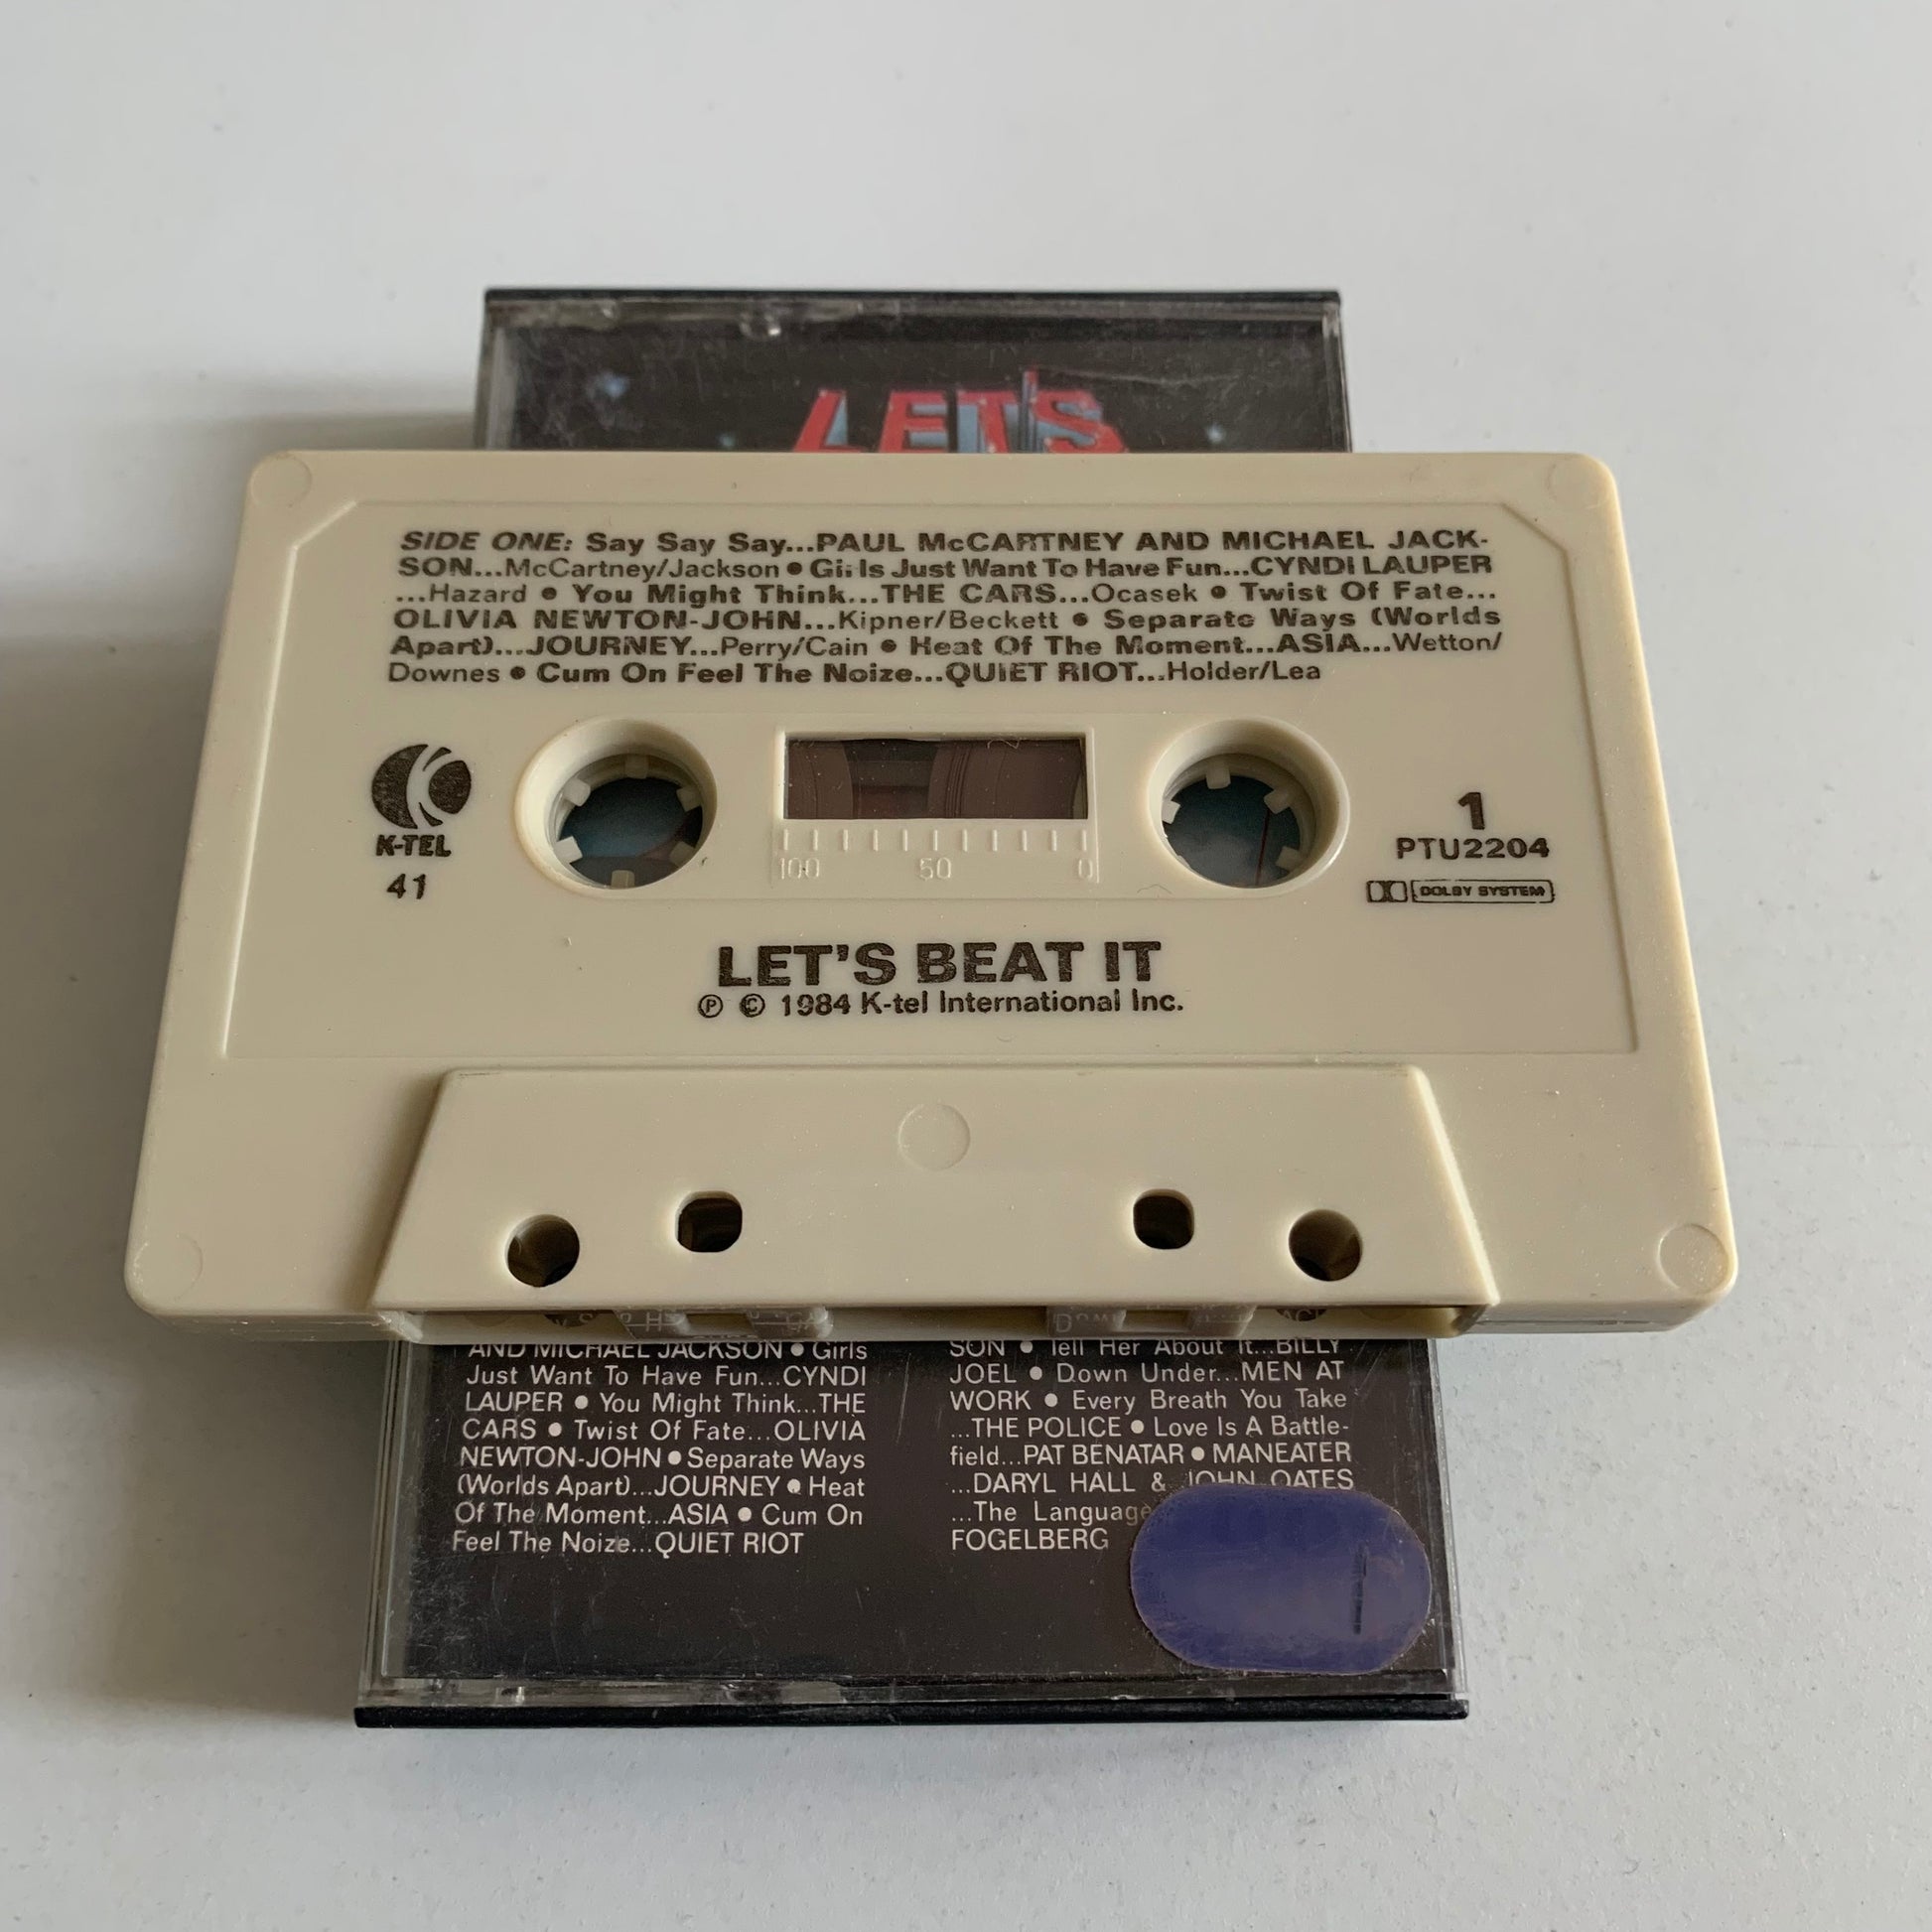 LET'S
SIDE ONE: Say Say Say...PAUL McCARTNEY AND MICHAEL JACK-
SON...McCartney/Jackson ● Girls Just Want To Have Fun...CYNDI LAUPER
...Hazard ● You Might Think...THE CARS...Ocasek ● Twist Of Fate...
OLIVIA NEWTON-JOHN...Kipner/Beckett ● Separate Ways (Worlds
Apart)...JOURNEY...Perry/Cain ● Heat Of The Moment...ASIA...Wetton/
Downes ● Cum On Feel The Noize...QUIET RIOT...Holder/Lea
K-TEL
41
100 50 0
1
PTU2204
DOLBY SYSTEM
LET'S BEAT IT
Ⓟ © 1984 K-tel International Inc.
AND MICHAEL JACKSON ● Girls
Just Want To Have Fun...CYNDI
LAUPER ● You Might Think...THE
CARS ● Twist Of Fate...OLIVIA
NEWTON-JOHN ● Separate Ways
(Worlds Apart)...JOURNEY ● Heat
Of The Moment...ASIA ● Cum On
Feel The Noize...QUIET RIOT
SON ● Tell Her About It...BILLY
JOEL ● Down Under...MEN AT
WORK ● Every Breath You Take
...THE POLICE ● Love Is A Battle-
field...PAT BENATAR ● MANEATER
...DARYL HALL & JOHN OATES
...The Language
FOGELBERG